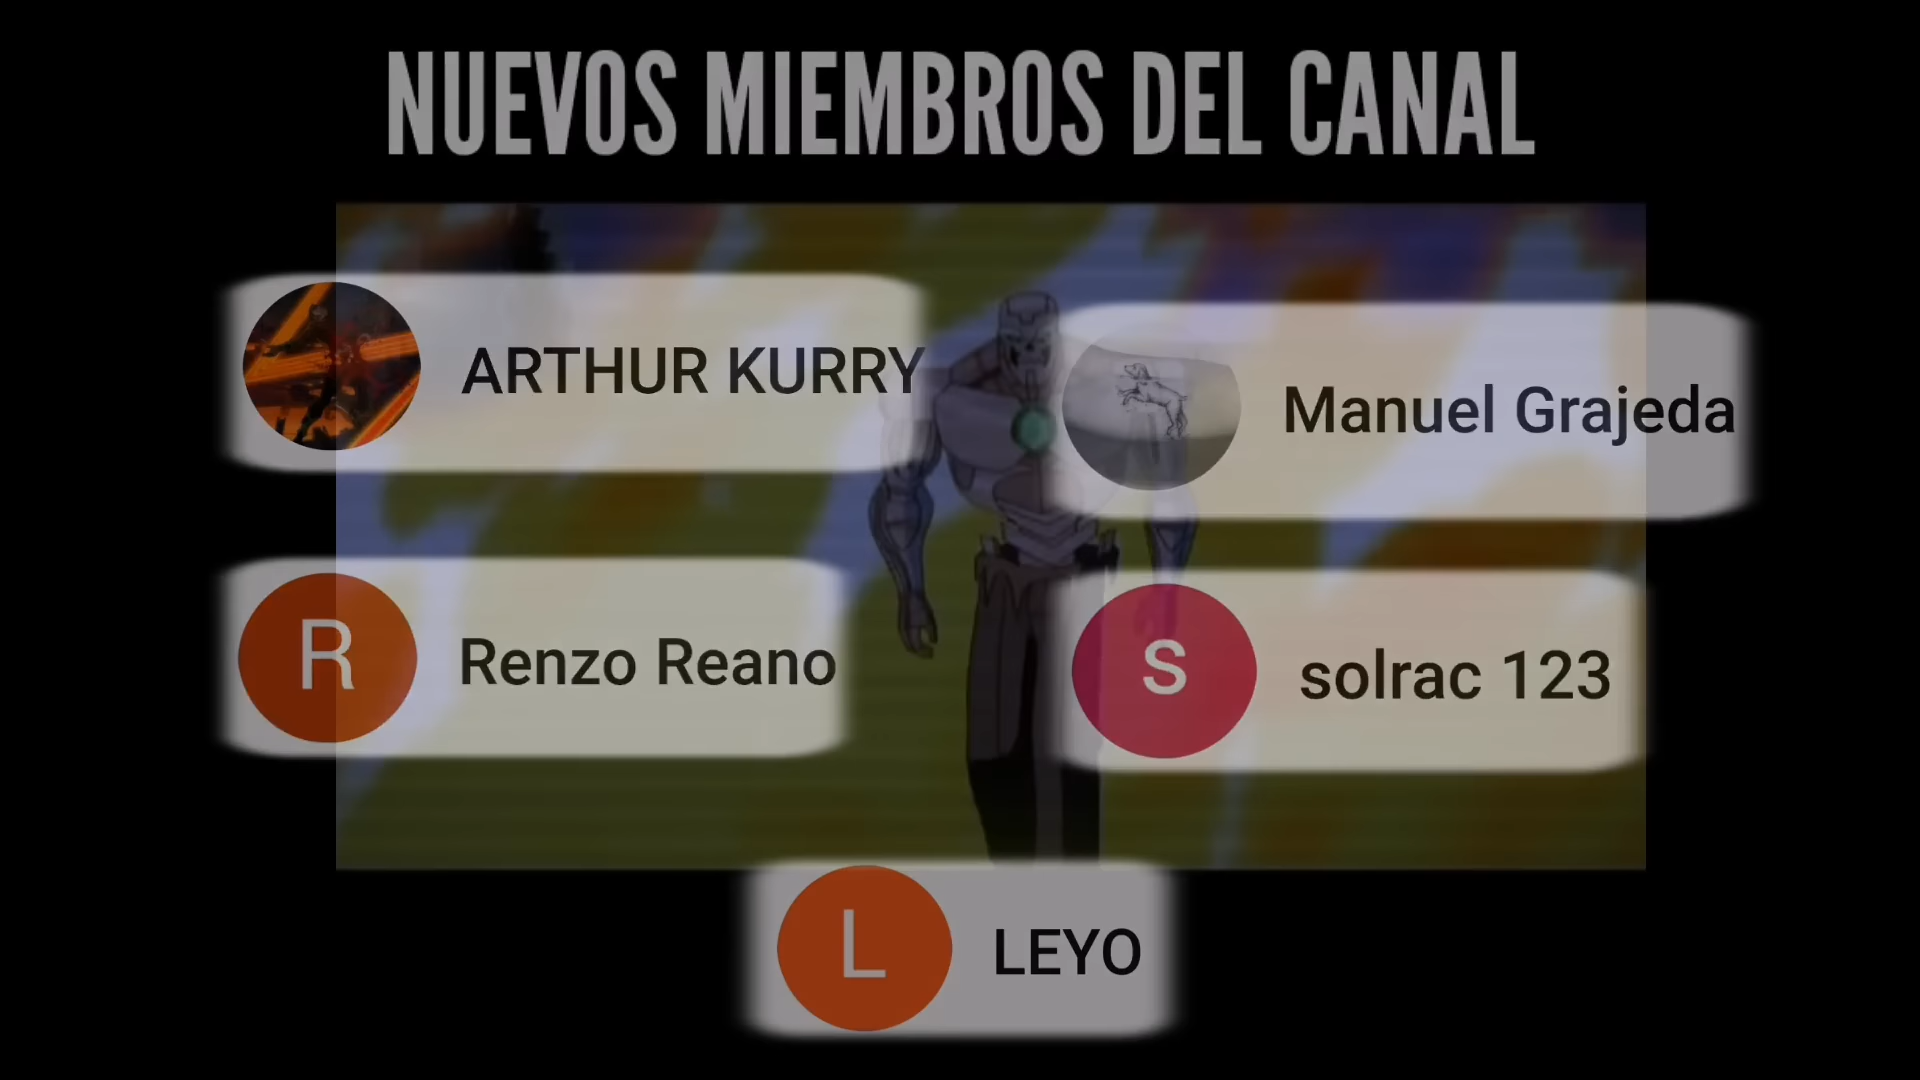 NUEVOS MIEMBROS DEL CANAL
ARTHUR KURRY
Manuel Grajeda
R
Renzo Reano
S
solrac 123
L
LEYO